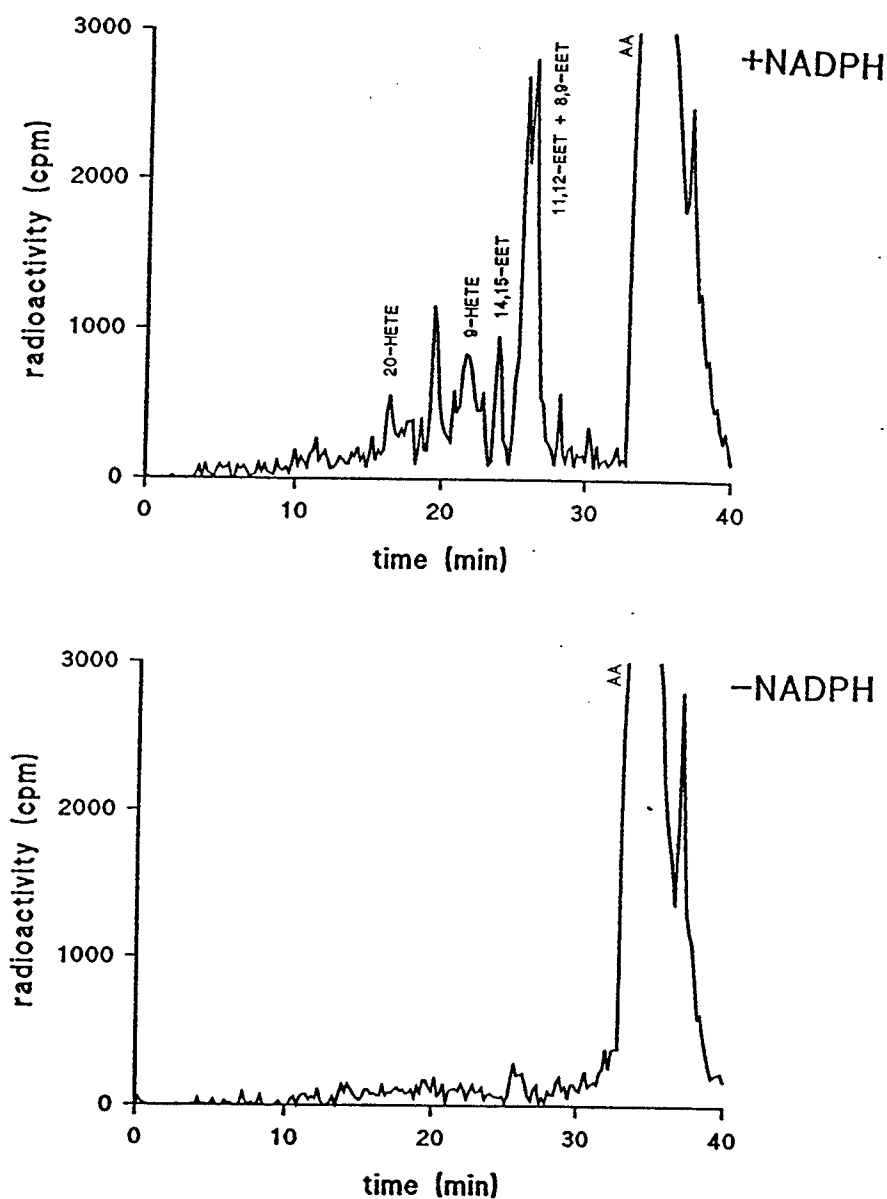 3000
2000
1000
0
radioactivity (cpm)
20-HETE
9-HETE
14,15-EET
11,12-EET + 8,9-EET
AA
+NADPH
0
10
20
30
40
time (min)
3000
2000
1000
0
radioactivity (cpm)
AA
-NADPH
0
10
20
30
40
time (min)